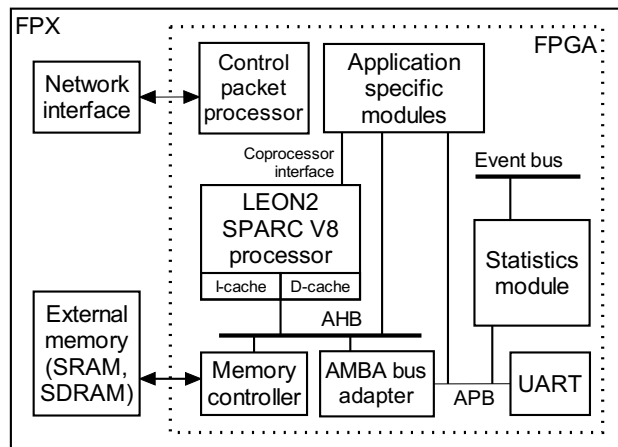 FPX
FPGA
Network
interface
Control
packet
processor
Application
specific
modules
Coprocessor
interface
Event bus
LEON2
SPARC V8
processor
I-cache
D-cache
Statistics
module
External
memory
(SRAM,
SDRAM)
AHB
Memory
controller
AMBA bus
adapter
APB
UART